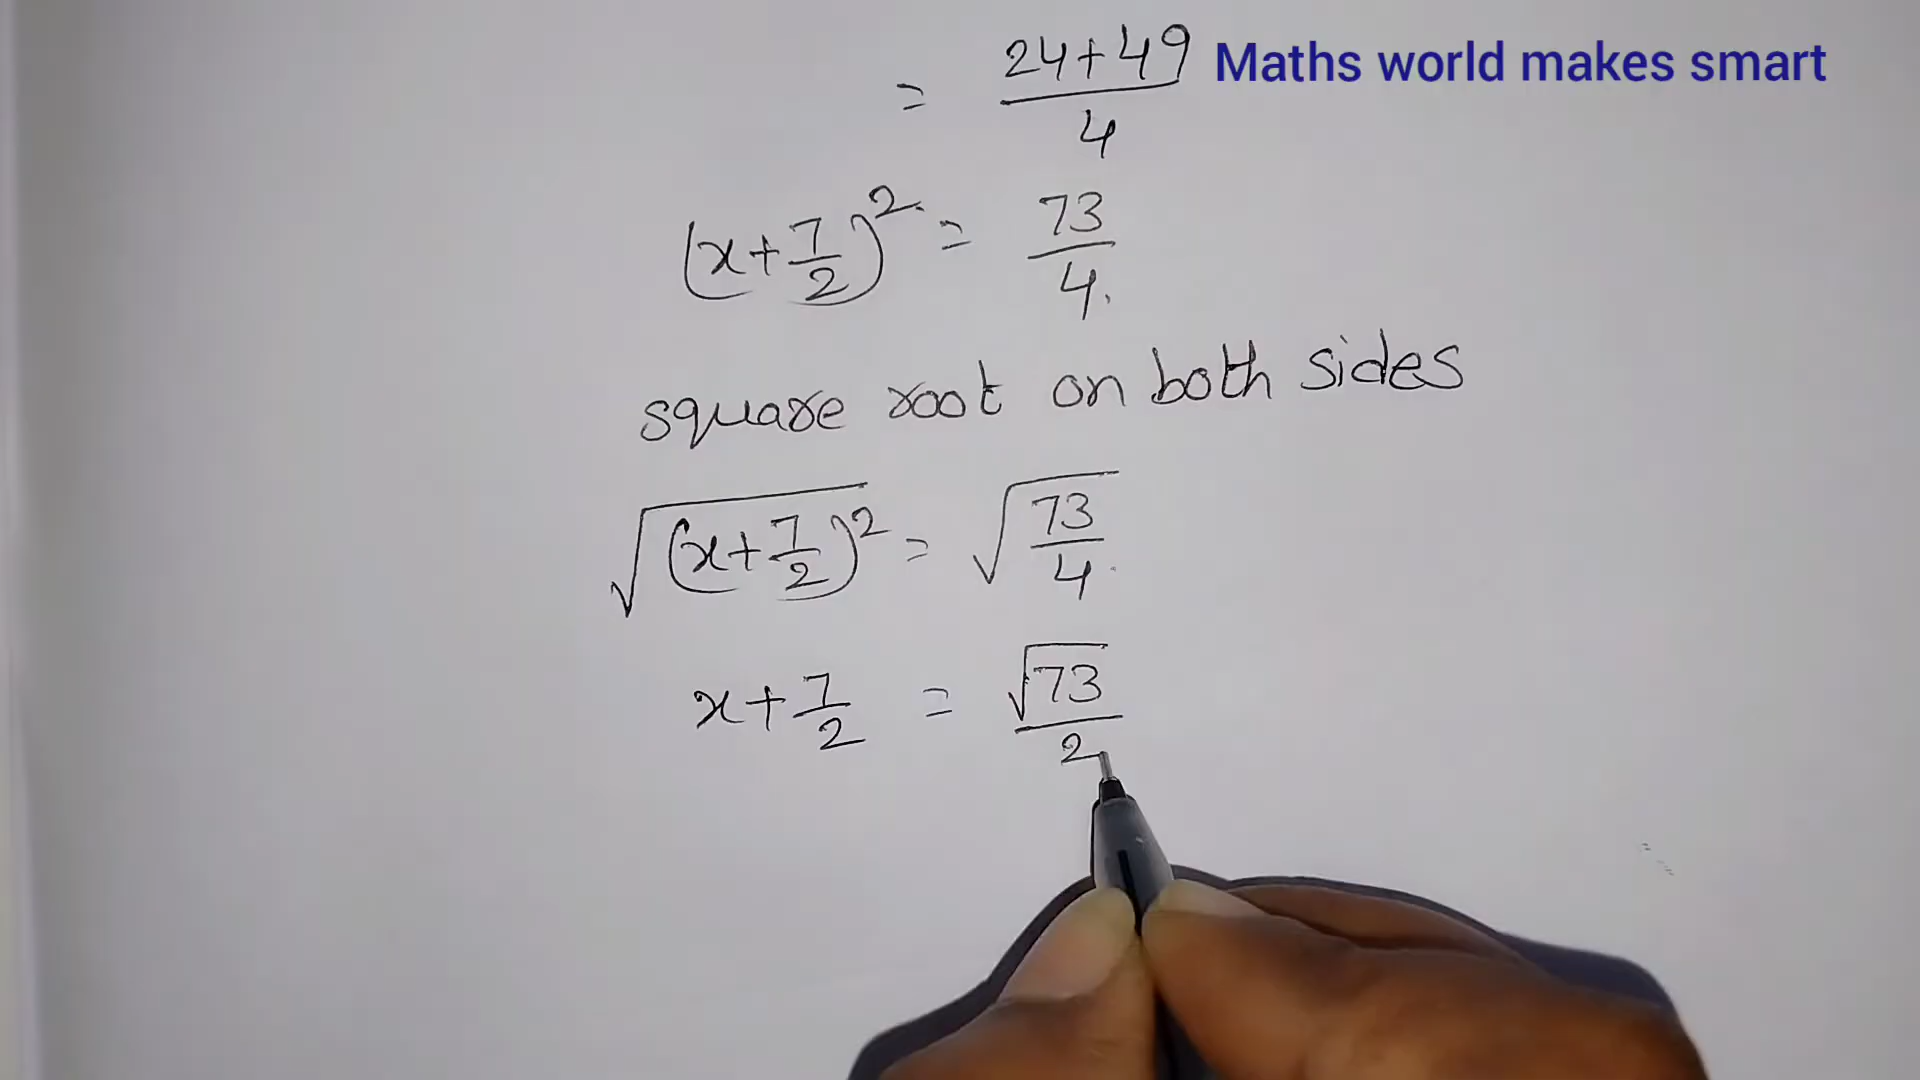 = 24+49/4 Maths world makes smart
(x+7/2)² = 73/4.
square root on both sides
√(x+7/2)² = √73/4.
x+7/2 = √73/2